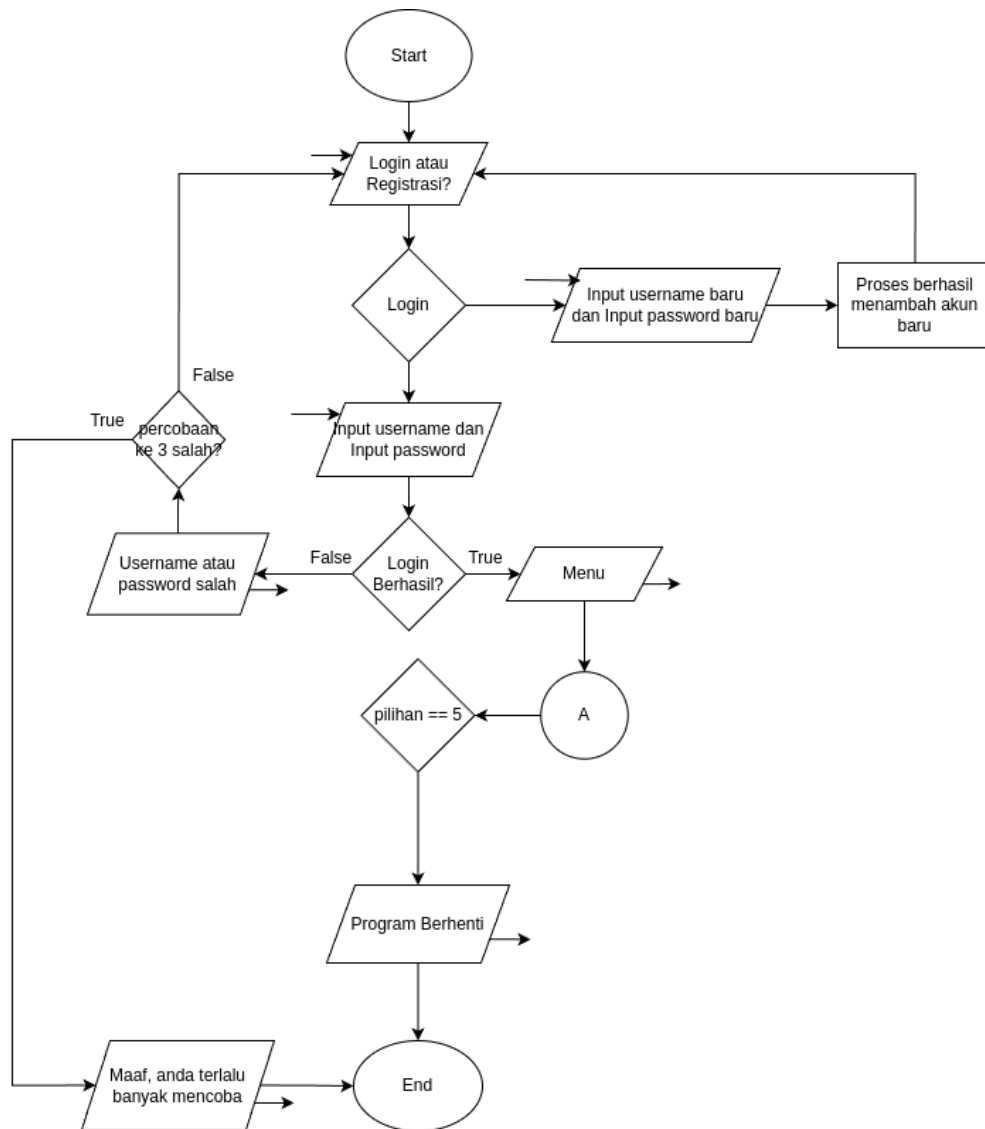 Start
Login atau
Registrasi?
Login
Input username baru
dan Input password baru
Proses berhasil
menambah akun
baru
False
True
percobaan
ke 3 salah?
Input username dan
Input password
Username atau
password salah
False
Login
Berhasil?
True
Menu
pilihan == 5
A
Program Berhenti
Maaf, anda terlalu
banyak mencoba
End